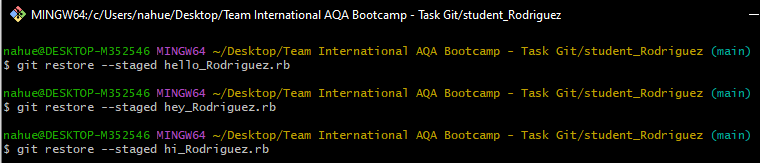 MINGW64:/c/Users/nahue/Desktop/Team International AQA Bootcamp - Task Git/student_Rodriguez
nahue@DESKTOP-M352546 MINGW64 ~/Desktop/Team International AQA Bootcamp - Task Git/student_Rodriguez (main)
$ git restore --staged hello_Rodriguez.rb
nahue@DESKTOP-M352546 MINGW64 ~/Desktop/Team International AQA Bootcamp - Task Git/student_Rodriguez (main)
$ git restore --staged hey_Rodriguez.rb
nahue@DESKTOP-M352546 MINGW64 ~/Desktop/Team International AQA Bootcamp - Task Git/student_Rodriguez (main)
$ git restore --staged hi_Rodriguez.rb